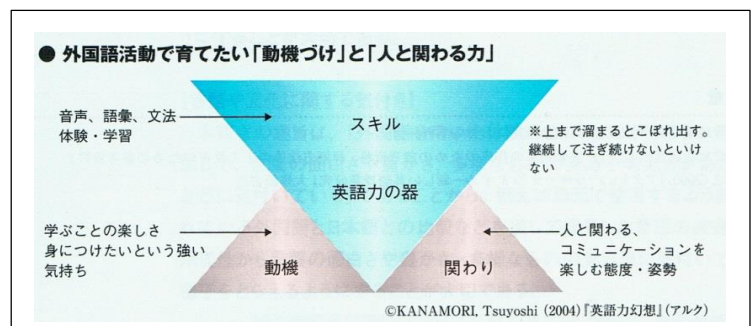 ● 外国語活動で育てたい「動機づけ」と「人と関わる力」
音声、語彙、文法
体験・学習
スキル
※上まで溜まるとこぼれ出す。
継続して注ぎ続けないといけ
ない
英語力の器
学ぶことの楽しさ
身につけたいという強い
気持ち
動機
関わり
人と関わる、
コミュニケーションを
楽しむ態度・姿勢
©KANAMORI, Tsuyoshi (2004)『英語力幻想』(アルク)